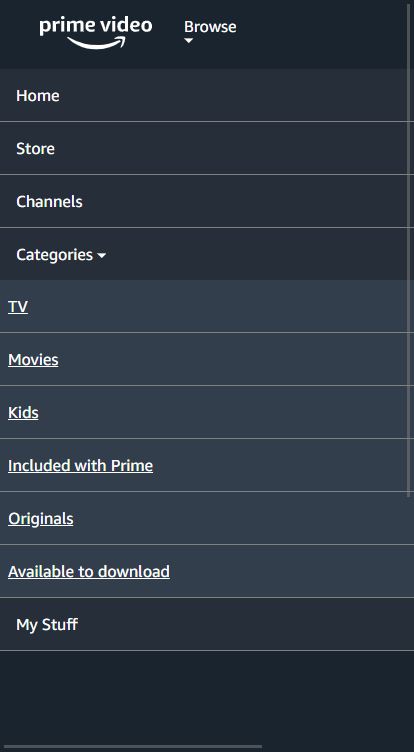 prime video
Browse
Home
Store
Channels
Categories
TV
Movies
Kids
Included with Prime
Originals
Available to download
My Stuff